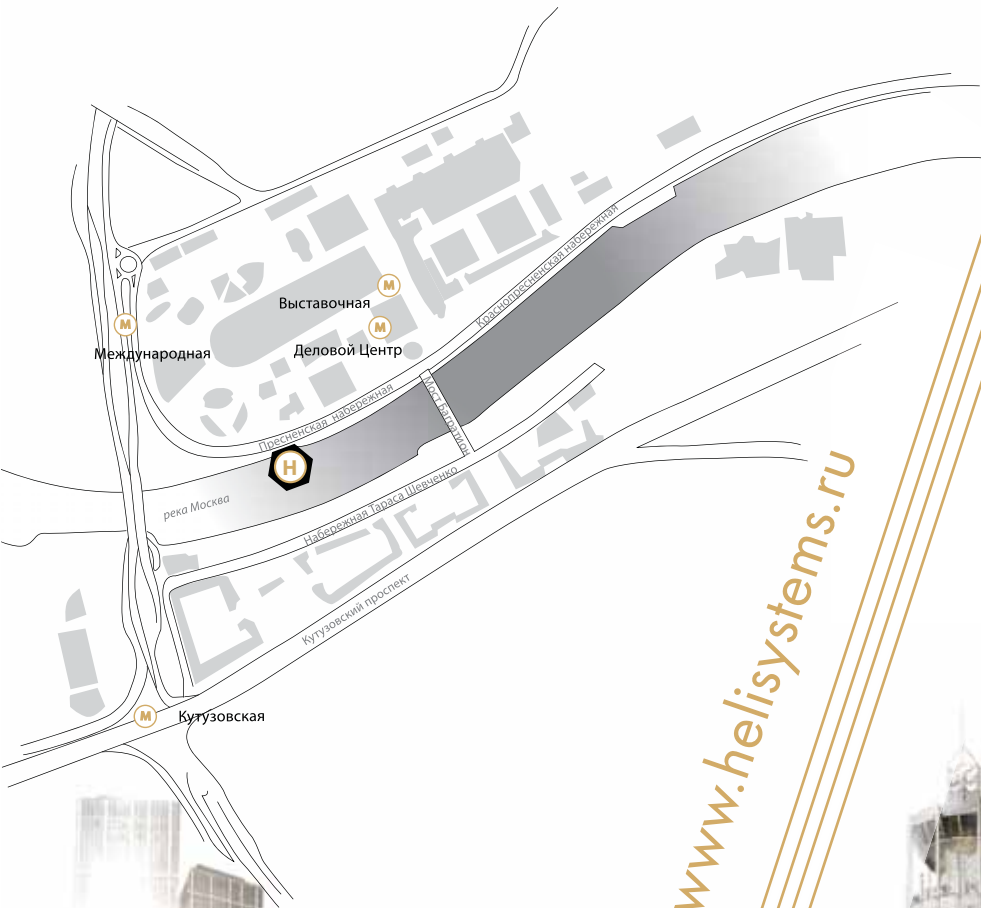 Краснопресненская набережная
М
Выставочная
М
М
Международная
Деловой Центр
Мост Багратион
Пресненская набережная
Н
река Москва
Набережная Тараса Шевченко
Кутузовский проспект
www.helisystems.ru
М
Кутузовская